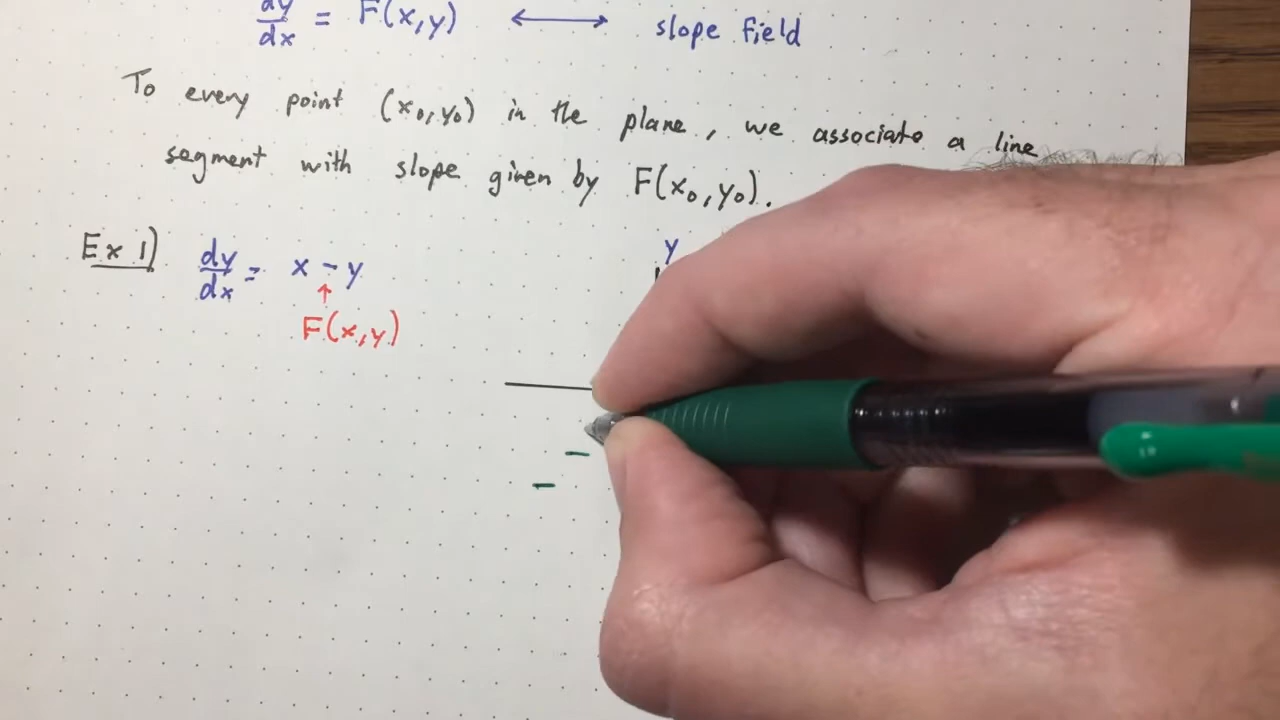 dy/dx = F(x,y) ⟷ slope field
To every point (x₀,y₀) in the plane, we associate a line
segment with slope given by F(x₀,y₀).
Ex 1) dy/dx = x - y
↑
F(x,y)
y